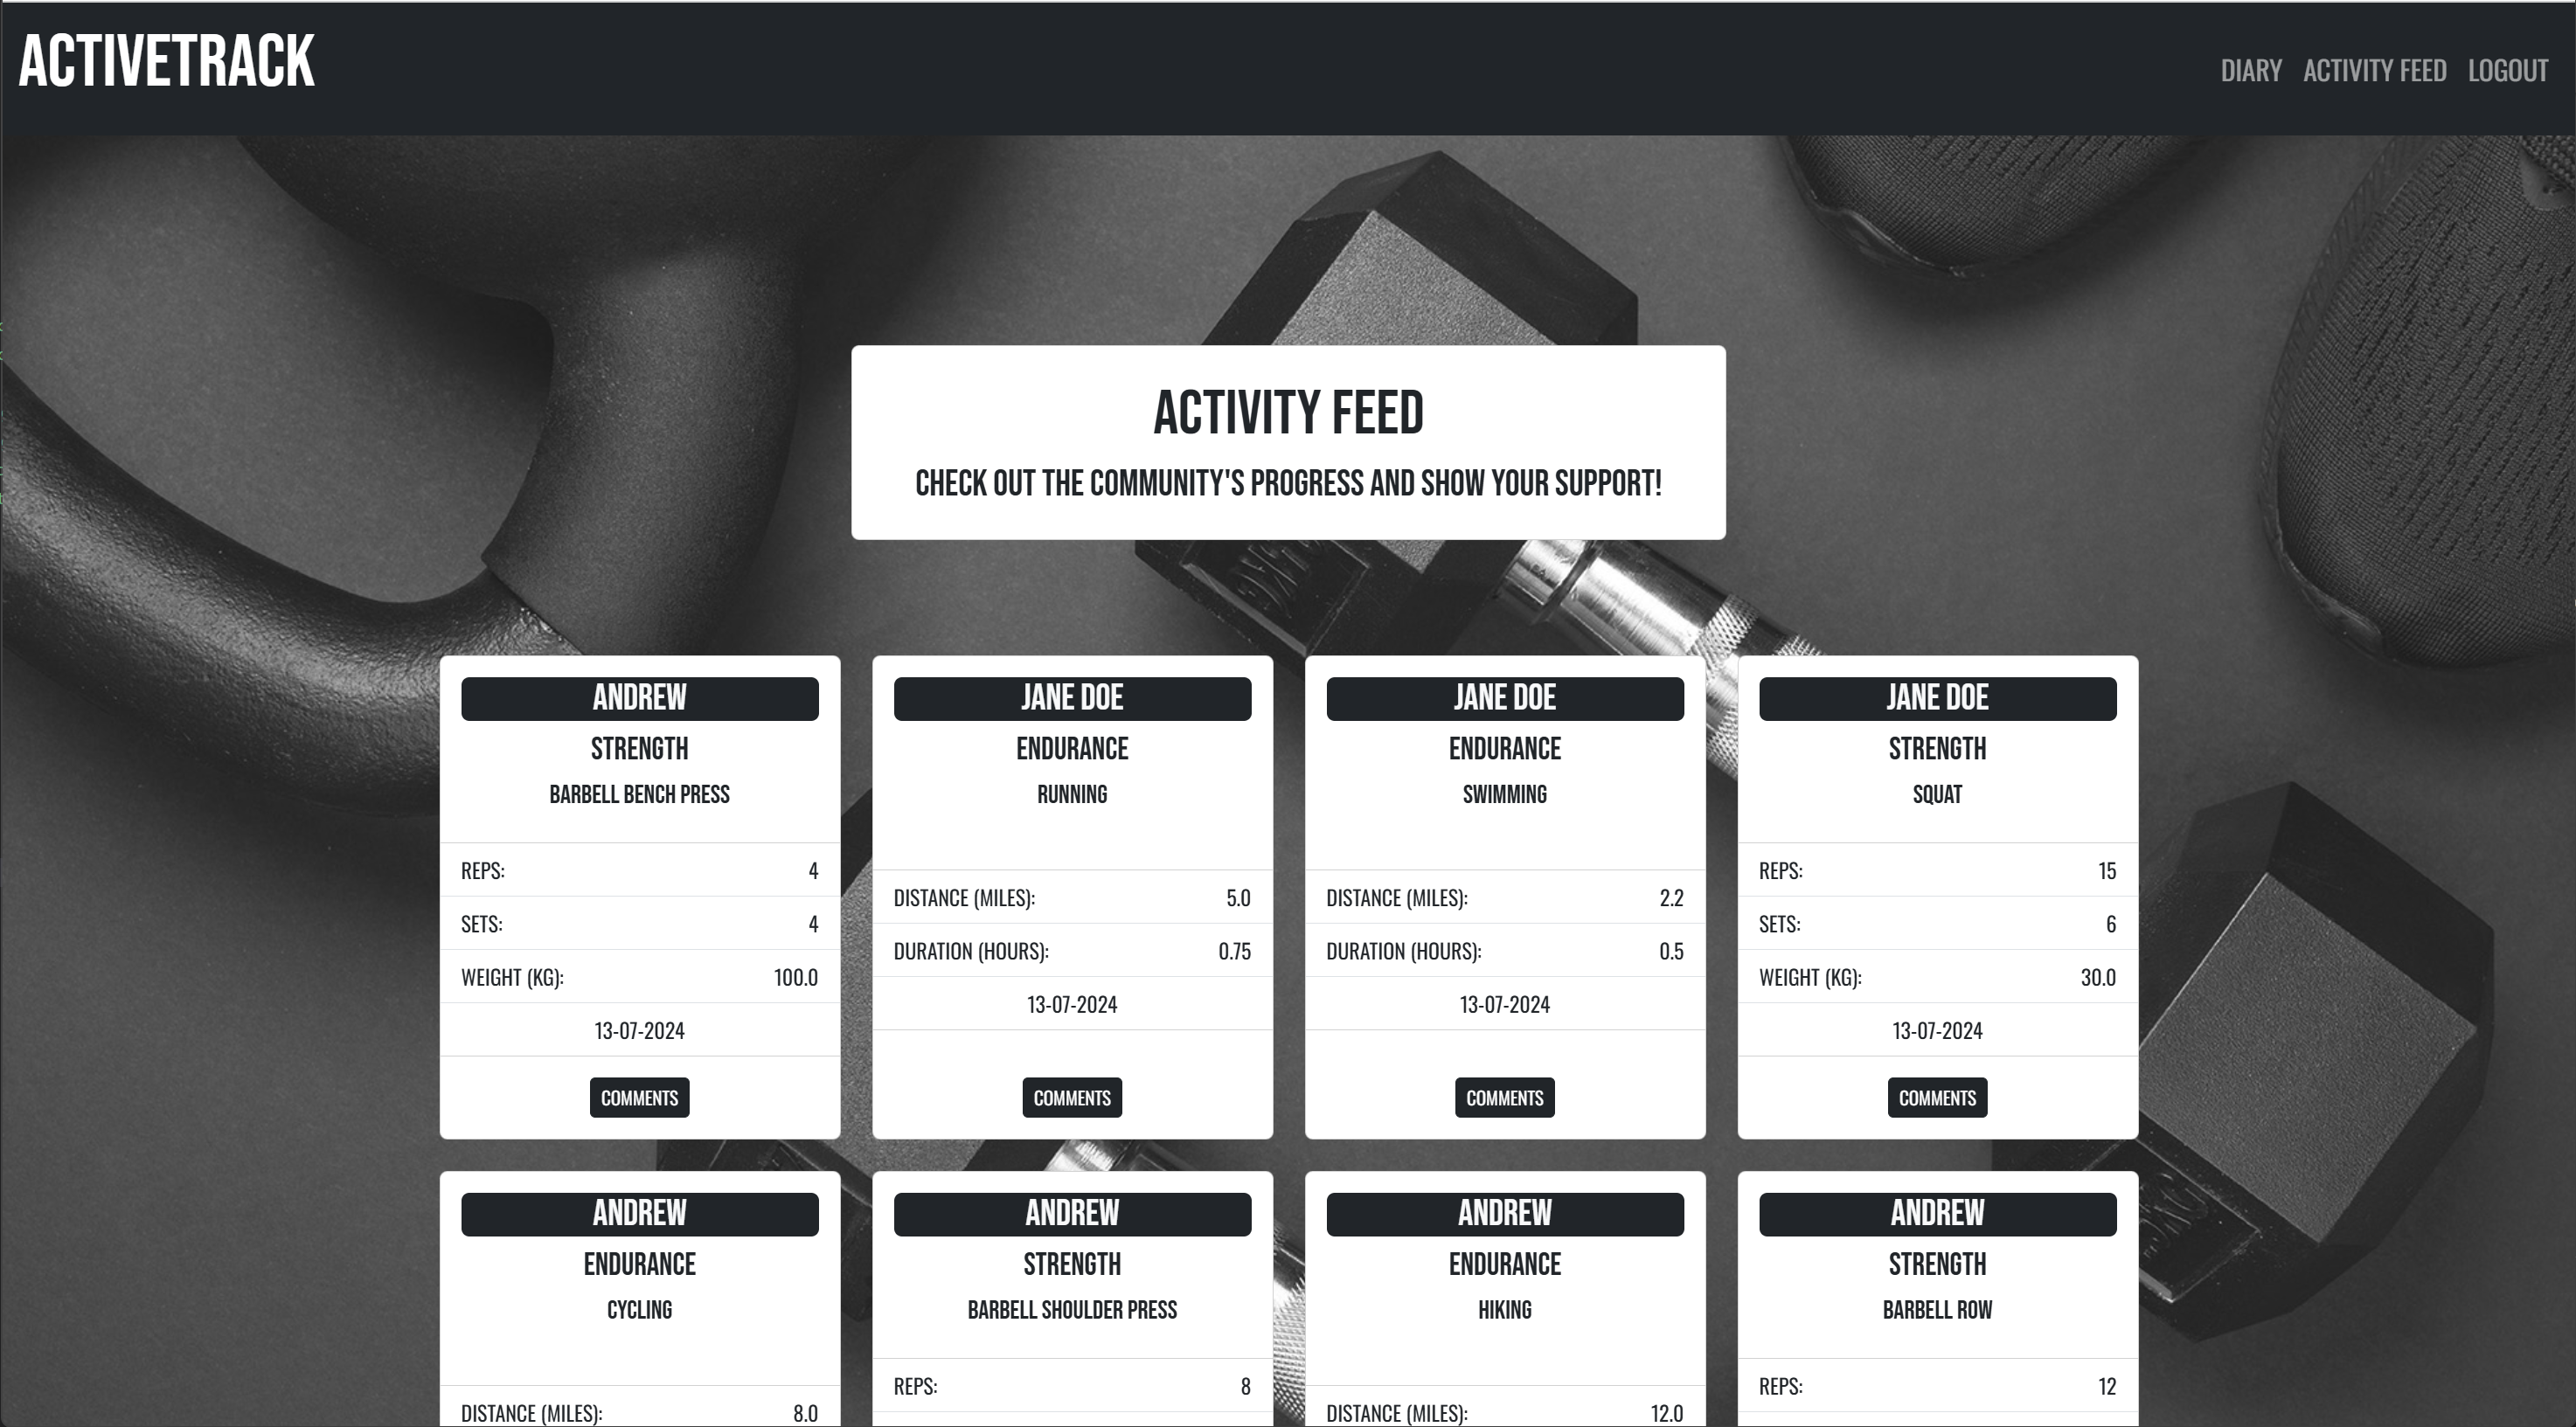 ACTIVETRACK
DIARY ACTIVITY FEED LOGOUT
ACTIVITY FEED
CHECK OUT THE COMMUNITY'S PROGRESS AND SHOW YOUR SUPPORT!
ANDREW
STRENGTH
BARBELL BENCH PRESS
REPS: 4
SETS: 4
WEIGHT (KG): 100.0
13-07-2024
COMMENTS
JANE DOE
ENDURANCE
RUNNING
DISTANCE (MILES): 5.0
DURATION (HOURS): 0.75
13-07-2024
COMMENTS
JANE DOE
ENDURANCE
SWIMMING
DISTANCE (MILES): 2.2
DURATION (HOURS): 0.5
13-07-2024
COMMENTS
JANE DOE
STRENGTH
SQUAT
REPS: 15
SETS: 6
WEIGHT (KG): 30.0
13-07-2024
COMMENTS
ANDREW
ENDURANCE
CYCLING
DISTANCE (MILES): 8.0
ANDREW
STRENGTH
BARBELL SHOULDER PRESS
REPS: 8
ANDREW
ENDURANCE
HIKING
DISTANCE (MILES): 12.0
ANDREW
STRENGTH
BARBELL ROW
REPS: 12